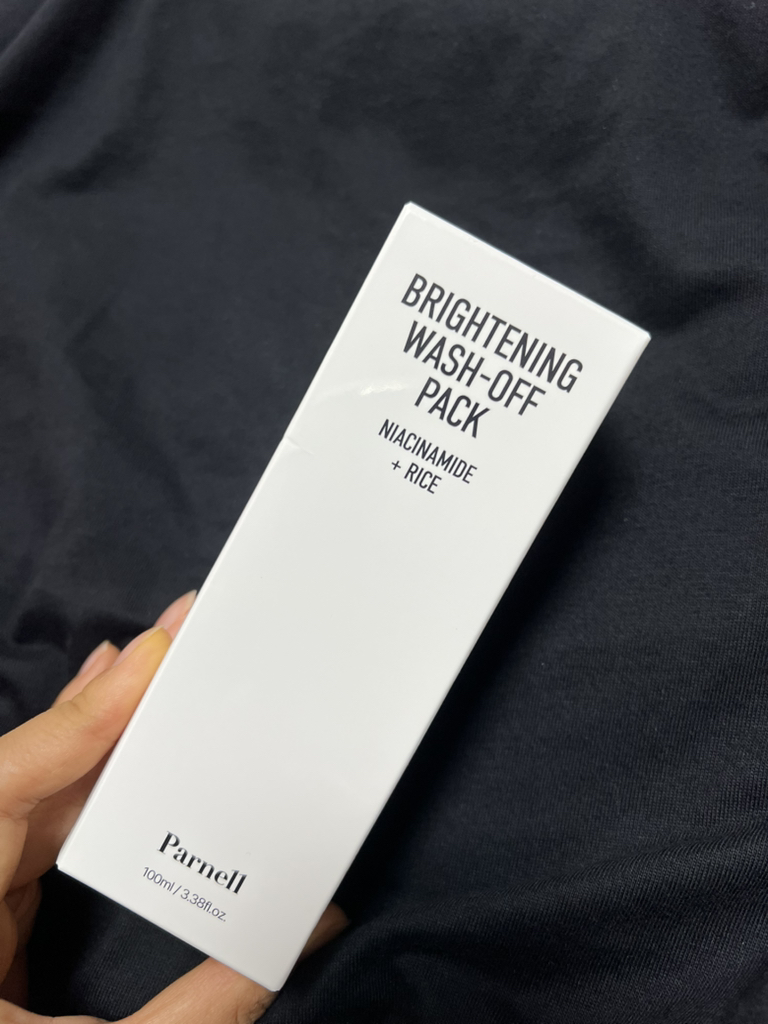 BRIGHTENING
WASH-OFF
PACK
NIACINAMIDE
+ RICE
Parnell
100ml / 3.38fl.oz.